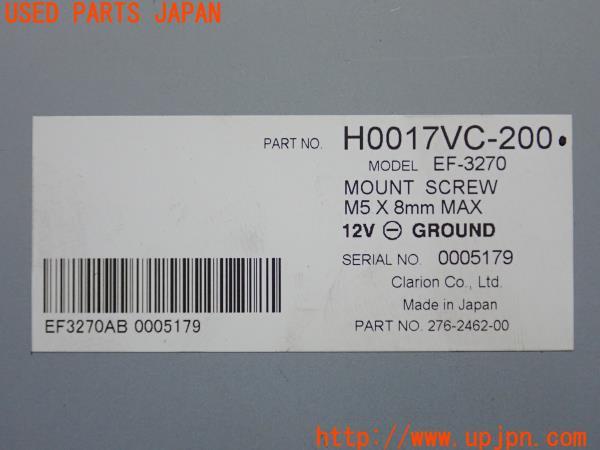 USED PARTS JAPAN
PART NO. H0017VC-200.
MODEL EF-3270
MOUNT SCREW
M5 X 8mm MAX
12V ⊖ GROUND
SERIAL NO. 0005179
Clarion Co., Ltd.
Made in Japan
EF3270AB 0005179
PART NO. 276-2462-00
UPJ
http://www.upjpn.com/